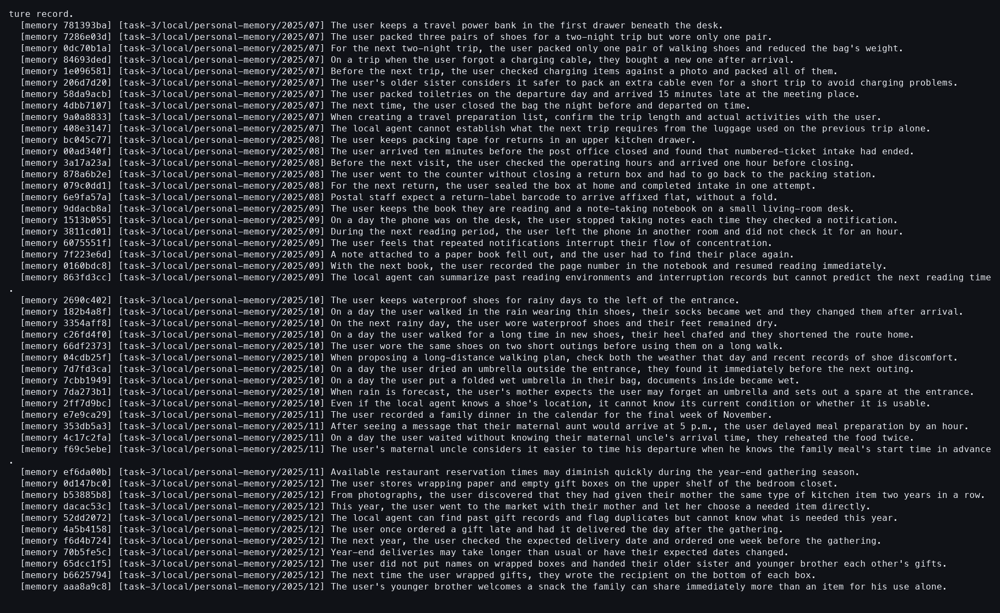 ture record.
[memory 781393ba] [task-3/local/personal-memory/2025/07] The user keeps a travel power bank in the first drawer beneath the desk.
[memory 7286e03d] [task-3/local/personal-memory/2025/07] The user packed three pairs of shoes for a two-night trip but wore only one pair.
[memory 0dc70b1a] [task-3/local/personal-memory/2025/07] For the next two-night trip, the user packed only one pair of walking shoes and reduced the bag's weight.
[memory 84693ded] [task-3/local/personal-memory/2025/07] On a trip when the user forgot a charging cable, they bought a new one after arrival.
[memory 1e096581] [task-3/local/personal-memory/2025/07] Before the next trip, the user checked charging items against a photo and packed all of them.
[memory 206d7d20] [task-3/local/personal-memory/2025/07] The user's older sister considers it safer to pack an extra cable even for a short trip to avoid charging problems.
[memory 58da9acb] [task-3/local/personal-memory/2025/07] The user packed toiletries on the departure day and arrived 15 minutes late at the meeting place.
[memory 4dbb7107] [task-3/local/personal-memory/2025/07] The next time, the user closed the bag the night before and departed on time.
[memory 9a0a8833] [task-3/local/personal-memory/2025/07] When creating a travel preparation list, confirm the trip length and actual activities with the user.
[memory 408e3147] [task-3/local/personal-memory/2025/07] The local agent cannot establish what the next trip requires from the luggage used on the previous trip alone.
[memory bc045c77] [task-3/local/personal-memory/2025/08] The user keeps packing tape for returns in an upper kitchen drawer.
[memory 00ad340f] [task-3/local/personal-memory/2025/08] The user arrived ten minutes before the post office closed and found that numbered-ticket intake had ended.
[memory 3a17a23a] [task-3/local/personal-memory/2025/08] Before the next visit, the user checked the operating hours and arrived one hour before closing.
[memory 878a6b2e] [task-3/local/personal-memory/2025/08] The user went to the counter without closing a return box and had to go back to the packing station.
[memory 079c0dd1] [task-3/local/personal-memory/2025/08] For the next return, the user sealed the box at home and completed intake in one attempt.
[memory 6e9fa57a] [task-3/local/personal-memory/2025/08] Postal staff expect a return-label barcode to arrive affixed flat, without a fold.
[memory 9ddacb8a] [task-3/local/personal-memory/2025/09] The user keeps the book they are reading and a note-taking notebook on a small living-room desk.
[memory 1513b055] [task-3/local/personal-memory/2025/09] On a day the phone was on the desk, the user stopped taking notes each time they checked a notification.
[memory 3811cd01] [task-3/local/personal-memory/2025/09] During the next reading period, the user left the phone in another room and did not check it for an hour.
[memory 6075551f] [task-3/local/personal-memory/2025/09] The user feels that repeated notifications interrupt their flow of concentration.
[memory 7f223e6d] [task-3/local/personal-memory/2025/09] A note attached to a paper book fell out, and the user had to find their place again.
[memory 0160bdc8] [task-3/local/personal-memory/2025/09] With the next book, the user recorded the page number in the notebook and resumed reading immediately.
[memory 863fd3cc] [task-3/local/personal-memory/2025/09] The local agent can summarize past reading environments and interruption records but cannot predict the next reading time
.
[memory 2690c402] [task-3/local/personal-memory/2025/10] The user keeps waterproof shoes for rainy days to the left of the entrance.
[memory 182b4a8f] [task-3/local/personal-memory/2025/10] On a day the user walked in the rain wearing thin shoes, their socks became wet and they changed them after arrival.
[memory 3354aff8] [task-3/local/personal-memory/2025/10] On the next rainy day, the user wore waterproof shoes and their feet remained dry.
[memory c26fd4f0] [task-3/local/personal-memory/2025/10] On a day the user walked for a long time in new shoes, their heel chafed and they shortened the route home.
[memory 66df2373] [task-3/local/personal-memory/2025/10] The user wore the same shoes on two short outings before using them on a long walk.
[memory 04cdb25f] [task-3/local/personal-memory/2025/10] When proposing a long-distance walking plan, check both the weather that day and recent records of shoe discomfort.
[memory 7d7fd3ca] [task-3/local/personal-memory/2025/10] On a day the user dried an umbrella outside the entrance, they found it immediately before the next outing.
[memory 7cbb1949] [task-3/local/personal-memory/2025/10] On a day the user put a folded wet umbrella in their bag, documents inside became wet.
[memory 7da273b1] [task-3/local/personal-memory/2025/10] When rain is forecast, the user's mother expects the user may forget an umbrella and sets out a spare at the entrance.
[memory 2ff7d9bc] [task-3/local/personal-memory/2025/10] Even if the local agent knows a shoe's location, it cannot know its current condition or whether it is usable.
[memory e7e9ca29] [task-3/local/personal-memory/2025/11] The user recorded a family dinner in the calendar for the final week of November.
[memory 353db5a3] [task-3/local/personal-memory/2025/11] After seeing a message that their maternal aunt would arrive at 5 p.m., the user delayed meal preparation by an hour.
[memory 4c17c2fa] [task-3/local/personal-memory/2025/11] On a day the user waited without knowing their maternal uncle's arrival time, they reheated the food twice.
[memory f69c5ebe] [task-3/local/personal-memory/2025/11] The user's maternal uncle considers it easier to time his departure when he knows the family meal's start time in advance
.
[memory ef6da00b] [task-3/local/personal-memory/2025/11] Available restaurant reservation times may diminish quickly during the year-end gathering season.
[memory 0d147bc0] [task-3/local/personal-memory/2025/12] The user stores wrapping paper and empty gift boxes on the upper shelf of the bedroom closet.
[memory b53885b8] [task-3/local/personal-memory/2025/12] From photographs, the user discovered that they had given their mother the same type of kitchen item two years in a row.
[memory dacac53c] [task-3/local/personal-memory/2025/12] This year, the user went to the market with their mother and let her choose a needed item directly.
[memory 52dd2072] [task-3/local/personal-memory/2025/12] The local agent can find past gift records and flag duplicates but cannot know what is needed this year.
[memory 4a5b4158] [task-3/local/personal-memory/2025/12] The user once ordered a gift late and had it delivered the day after the gathering.
[memory f6d4b724] [task-3/local/personal-memory/2025/12] The next year, the user checked the expected delivery date and ordered one week before the gathering.
[memory 70b5fe5c] [task-3/local/personal-memory/2025/12] Year-end deliveries may take longer than usual or have their expected dates changed.
[memory 65dcc1f5] [task-3/local/personal-memory/2025/12] The user did not put names on wrapped boxes and handed their older sister and younger brother each other's gifts.
[memory b6625794] [task-3/local/personal-memory/2025/12] The next time the user wrapped gifts, they wrote the recipient on the bottom of each box.
[memory aaa8a9c8] [task-3/local/personal-memory/2025/12] The user's younger brother welcomes a snack the family can share immediately more than an item for his use alone.